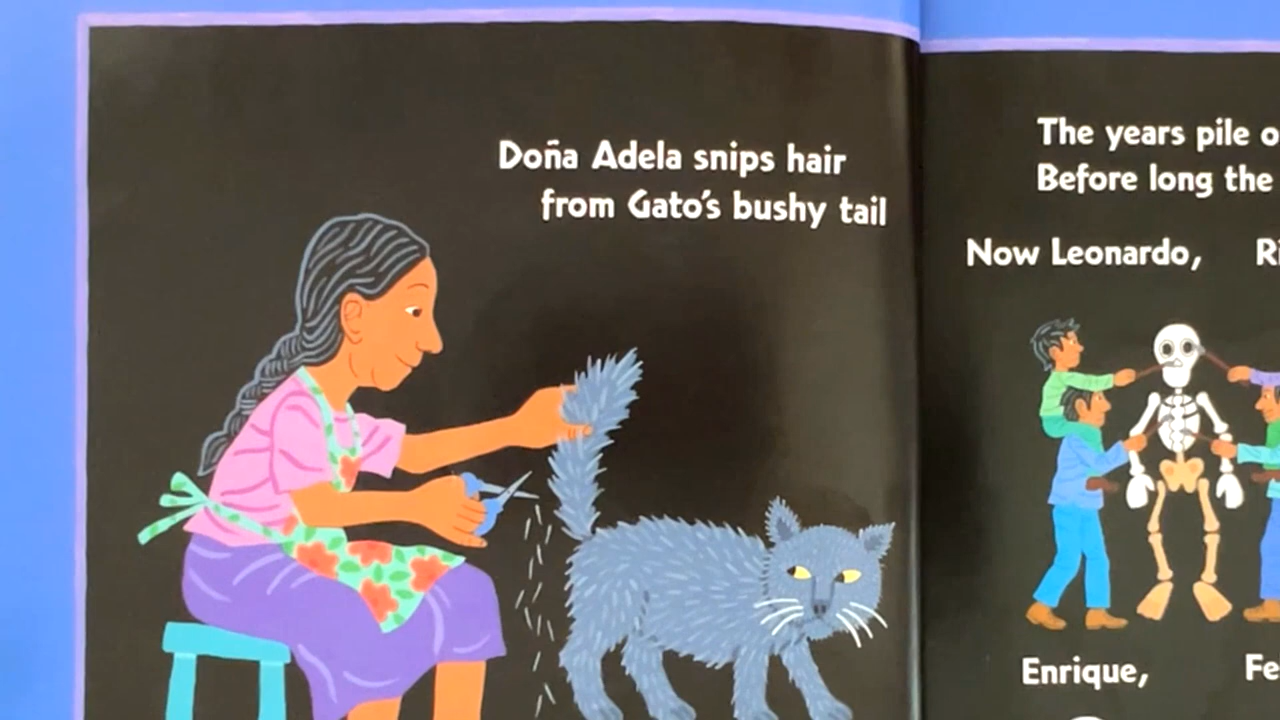 Doña Adela snips hair
from Gato's bushy tail
The years pile
Before long the
Now Leonardo,
Enrique,